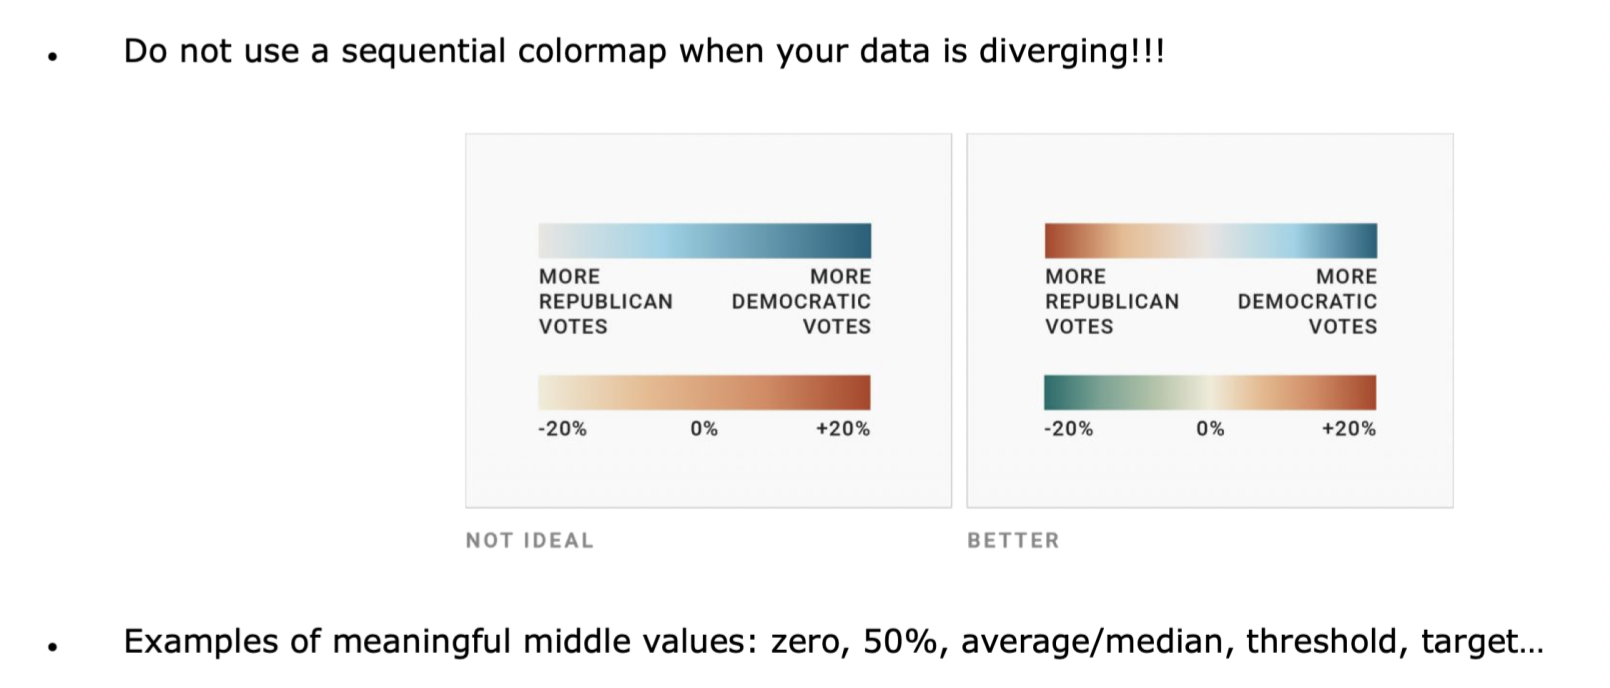 • Do not use a sequential colormap when your data is diverging!!!
MORE REPUBLICAN VOTES
MORE DEMOCRATIC VOTES
-20% 0% +20%
NOT IDEAL
MORE REPUBLICAN VOTES
MORE DEMOCRATIC VOTES
-20% 0% +20%
BETTER
• Examples of meaningful middle values: zero, 50%, average/median, threshold, target...